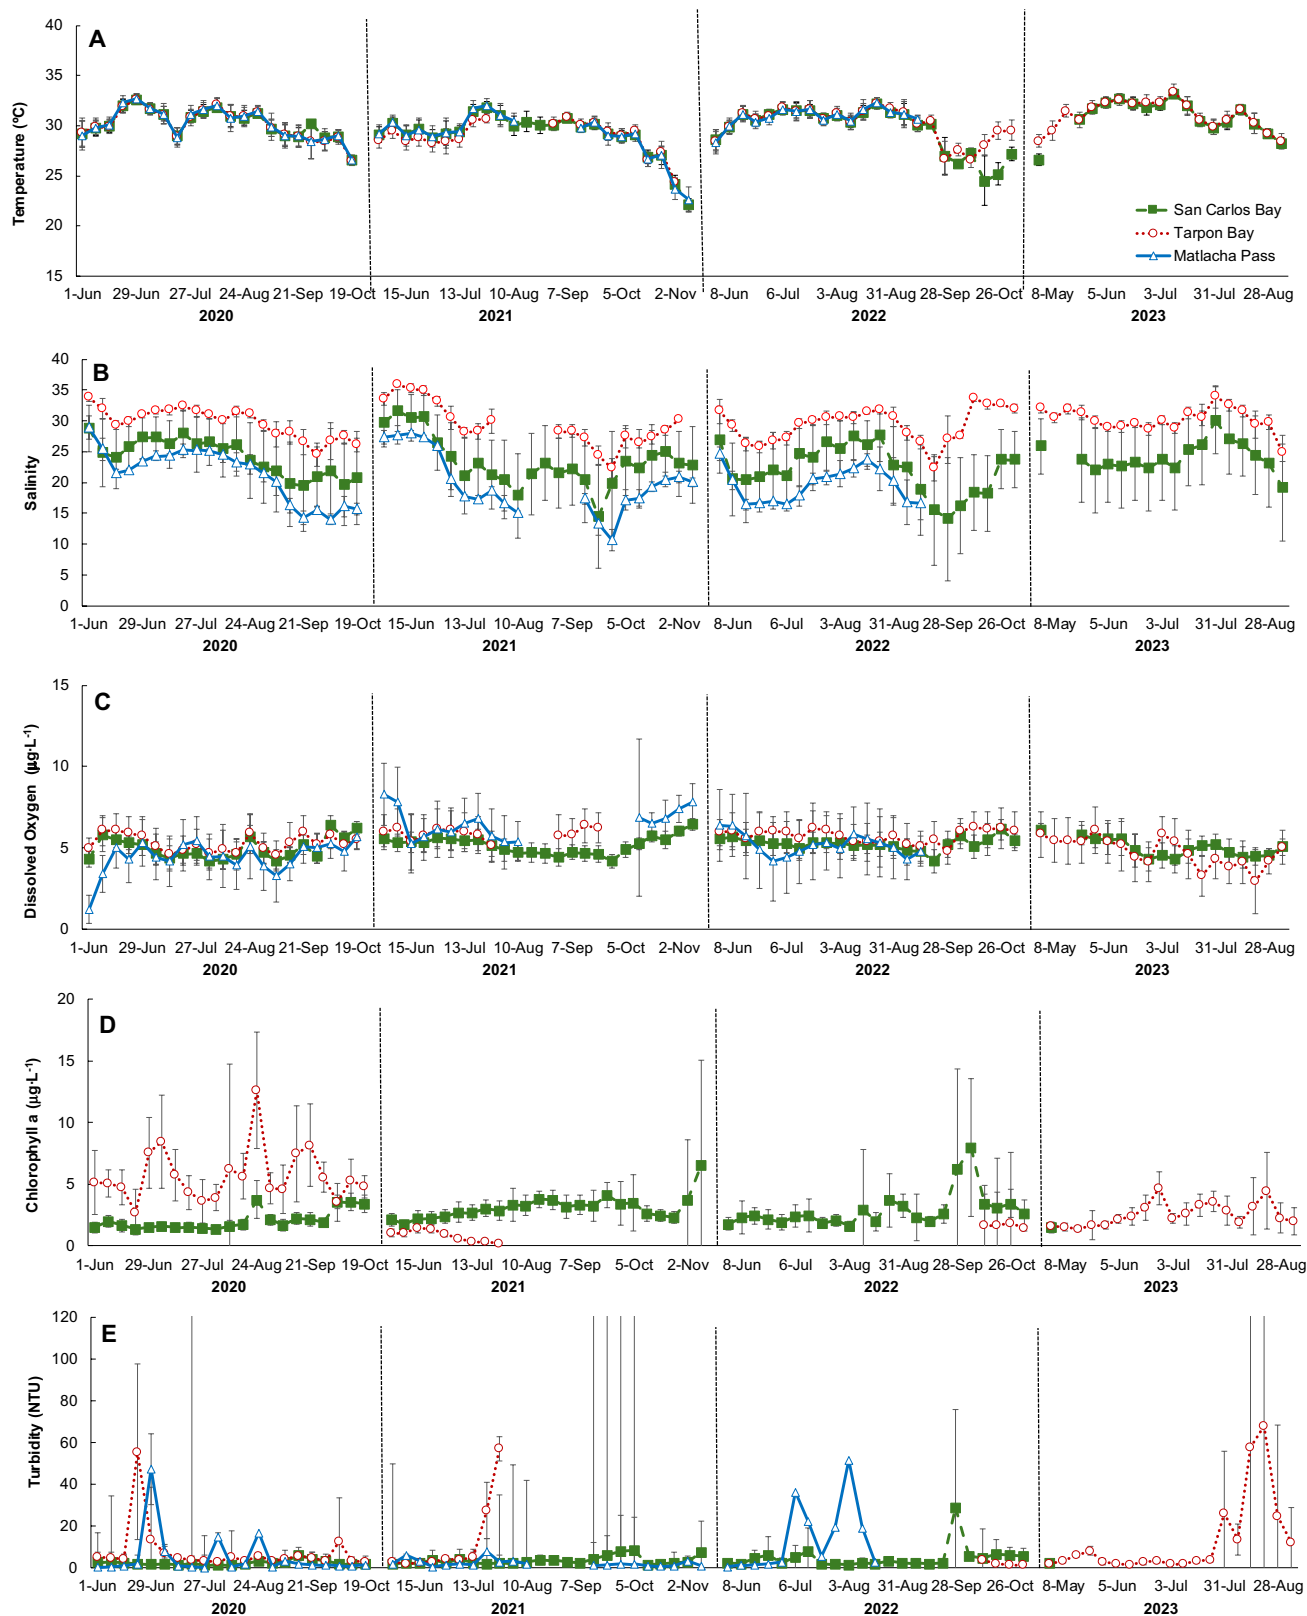 A
Temperature (ºC)
40
35
30
25
20
15
San Carlos Bay
Tarpon Bay
Matlacha Pass
1-Jun 29-Jun 27-Jul 24-Aug 21-Sep 19-Oct 15-Jun 13-Jul 10-Aug 7-Sep 5-Oct 2-Nov 8-Jun 6-Jul 3-Aug 31-Aug 28-Sep 26-Oct 8-May 5-Jun 3-Jul 31-Jul 28-Aug
2020 2021 2022 2023
B
Salinity
40
35
30
25
20
15
10
5
0
1-Jun 29-Jun 27-Jul 24-Aug 21-Sep 19-Oct 15-Jun 13-Jul 10-Aug 7-Sep 5-Oct 2-Nov 8-Jun 6-Jul 3-Aug 31-Aug 28-Sep 26-Oct 8-May 5-Jun 3-Jul 31-Jul 28-Aug
2020 2021 2022 2023
C
Dissolved Oxygen (µg·L-1)
15
10
5
0
1-Jun 29-Jun 27-Jul 24-Aug 21-Sep 19-Oct 15-Jun 13-Jul 10-Aug 7-Sep 5-Oct 2-Nov 8-Jun 6-Jul 3-Aug 31-Aug 28-Sep 26-Oct 8-May 5-Jun 3-Jul 31-Jul 28-Aug
2020 2021 2022 2023
D
Chlorophyll a (µg·L-1)
20
15
10
5
0
1-Jun 29-Jun 27-Jul 24-Aug 21-Sep 19-Oct 15-Jun 13-Jul 10-Aug 7-Sep 5-Oct 2-Nov 8-Jun 6-Jul 3-Aug 31-Aug 28-Sep 26-Oct 8-May 5-Jun 3-Jul 31-Jul 28-Aug
2020 2021 2022 2023
E
Turbidity (NTU)
120
100
80
60
40
20
0
1-Jun 29-Jun 27-Jul 24-Aug 21-Sep 19-Oct 15-Jun 13-Jul 10-Aug 7-Sep 5-Oct 2-Nov 8-Jun 6-Jul 3-Aug 31-Aug 28-Sep 26-Oct 8-May 5-Jun 3-Jul 31-Jul 28-Aug
2020 2021 2022 2023